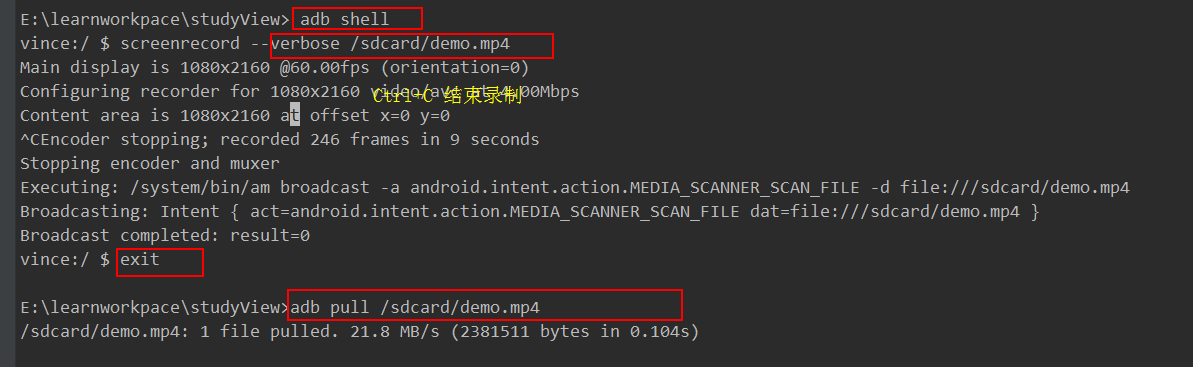 E:\learnworkpace\studyView> adb shell
vince:/ $ screenrecord --verbose /sdcard/demo.mp4
Main display is 1080x2160 @60.00fps (orientation=0)
Configuring recorder for 1080x2160 video/avc at 4.00Mbps
Ctrl+C 结束录制
Content area is 1080x2160 at offset x=0 y=0
^CEncoder stopping; recorded 246 frames in 9 seconds
Stopping encoder and muxer
Executing: /system/bin/am broadcast -a android.intent.action.MEDIA_SCANNER_SCAN_FILE -d file:///sdcard/demo.mp4
Broadcasting: Intent { act=android.intent.action.MEDIA_SCANNER_SCAN_FILE dat=file:///sdcard/demo.mp4 }
Broadcast completed: result=0
vince:/ $ exit
E:\learnworkpace\studyView>adb pull /sdcard/demo.mp4
/sdcard/demo.mp4: 1 file pulled. 21.8 MB/s (2381511 bytes in 0.104s)